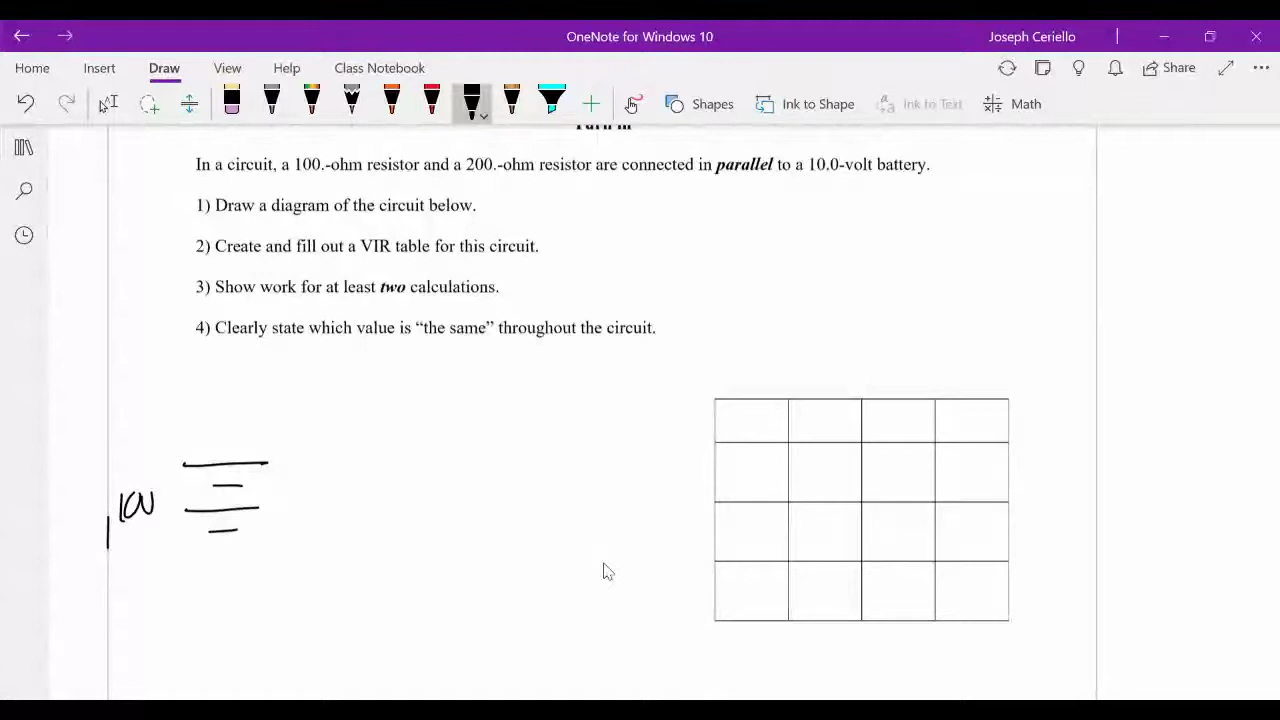 OneNote for Windows 10
Joseph Ceriello
Home Insert Draw View Help Class Notebook
Share
Shapes Ink to Shape Ink to Text Math
Turn in
In a circuit, a 100.-ohm resistor and a 200.-ohm resistor are connected in parallel to a 10.0-volt battery.
1) Draw a diagram of the circuit below.
2) Create and fill out a VIR table for this circuit.
3) Show work for at least two calculations.
4) Clearly state which value is “the same” throughout the circuit.
10V